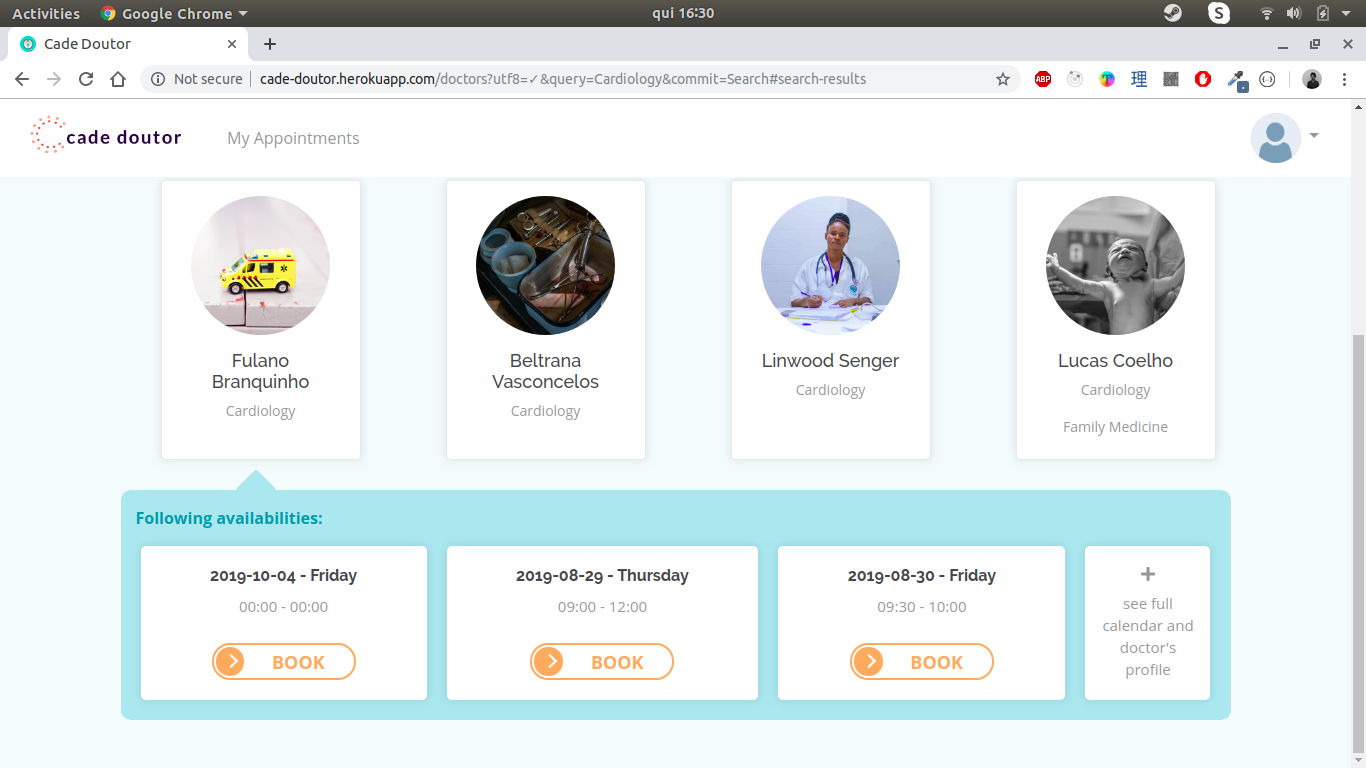 Activities Google Chrome qui 16:30 S
Cade Doutor
Not secure cade-doutor.herokuapp.com/doctors?utf8=✓&query=Cardiology&commit=Search#search-results ABP T 理
cade doutor My Appointments
Fulano
Branquinho
Cardiology
Beltrana
Vasconcelos
Cardiology
Linwood Senger
Cardiology
Lucas Coelho
Cardiology
Family Medicine
Following availabilities:
2019-10-04 - Friday
00:00 - 00:00
BOOK
2019-08-29 - Thursday
09:00 - 12:00
BOOK
2019-08-30 - Friday
09:30 - 10:00
BOOK
+
see full
calendar and
doctor's
profile